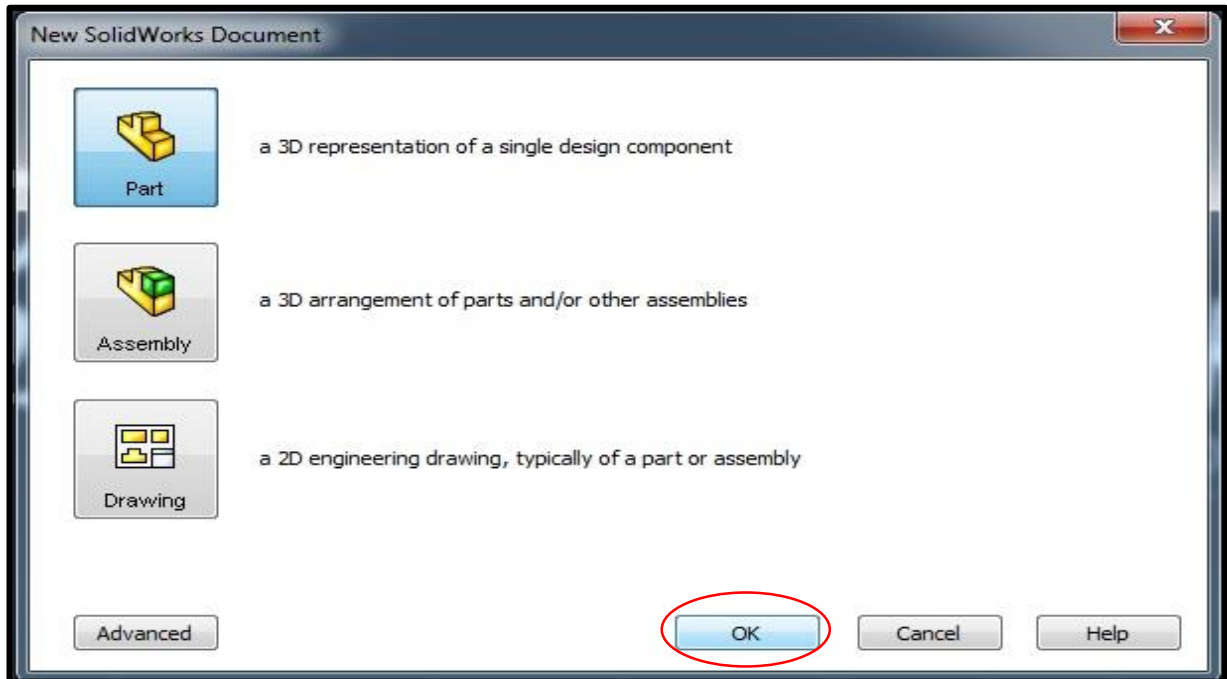 New SolidWorks Document
Part
a 3D representation of a single design component
Assembly
a 3D arrangement of parts and/or other assemblies
Drawing
a 2D engineering drawing, typically of a part or assembly
Advanced
OK
Cancel
Help